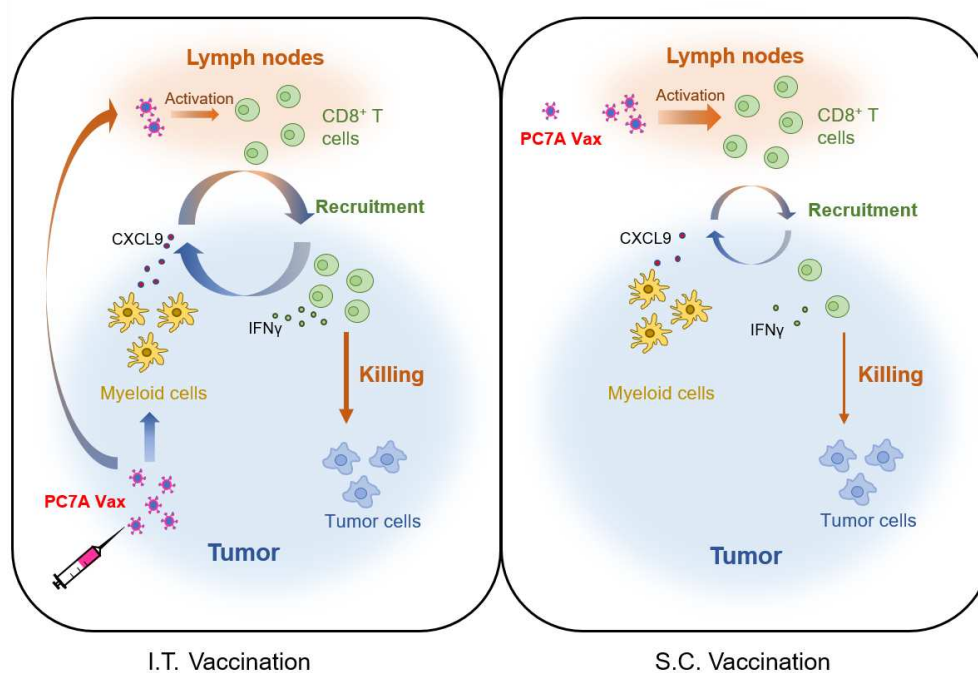 Lymph nodes
Activation
CD8⁺ T
cells
Recruitment
CXCL9
IFNγ
Myeloid cells
Killing
PC7A Vax
Tumor cells
Tumor
I.T. Vaccination
Lymph nodes
Activation
PC7A Vax
CD8⁺ T
cells
Recruitment
CXCL9
IFNγ
Myeloid cells
Killing
Tumor cells
Tumor
S.C. Vaccination